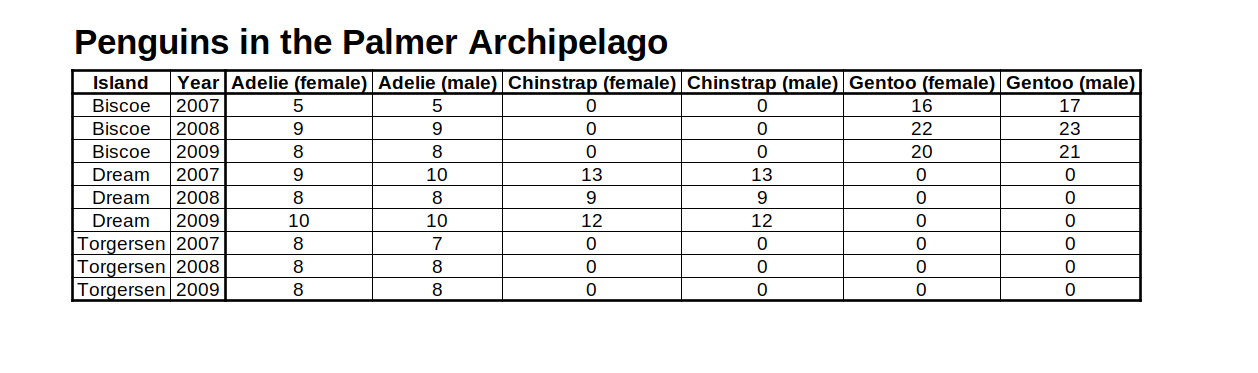 Penguins in the Palmer Archipelago
Island Year Adelie (female) Adelie (male) Chinstrap (female) Chinstrap (male) Gentoo (female) Gentoo (male)
Biscoe 2007 5 5 0 0 16 17
Biscoe 2008 9 9 0 0 22 23
Biscoe 2009 8 8 0 0 20 21
Dream 2007 9 10 13 13 0 0
Dream 2008 8 8 9 9 0 0
Dream 2009 10 10 12 12 0 0
Torgersen 2007 8 7 0 0 0 0
Torgersen 2008 8 8 0 0 0 0
Torgersen 2009 8 8 0 0 0 0